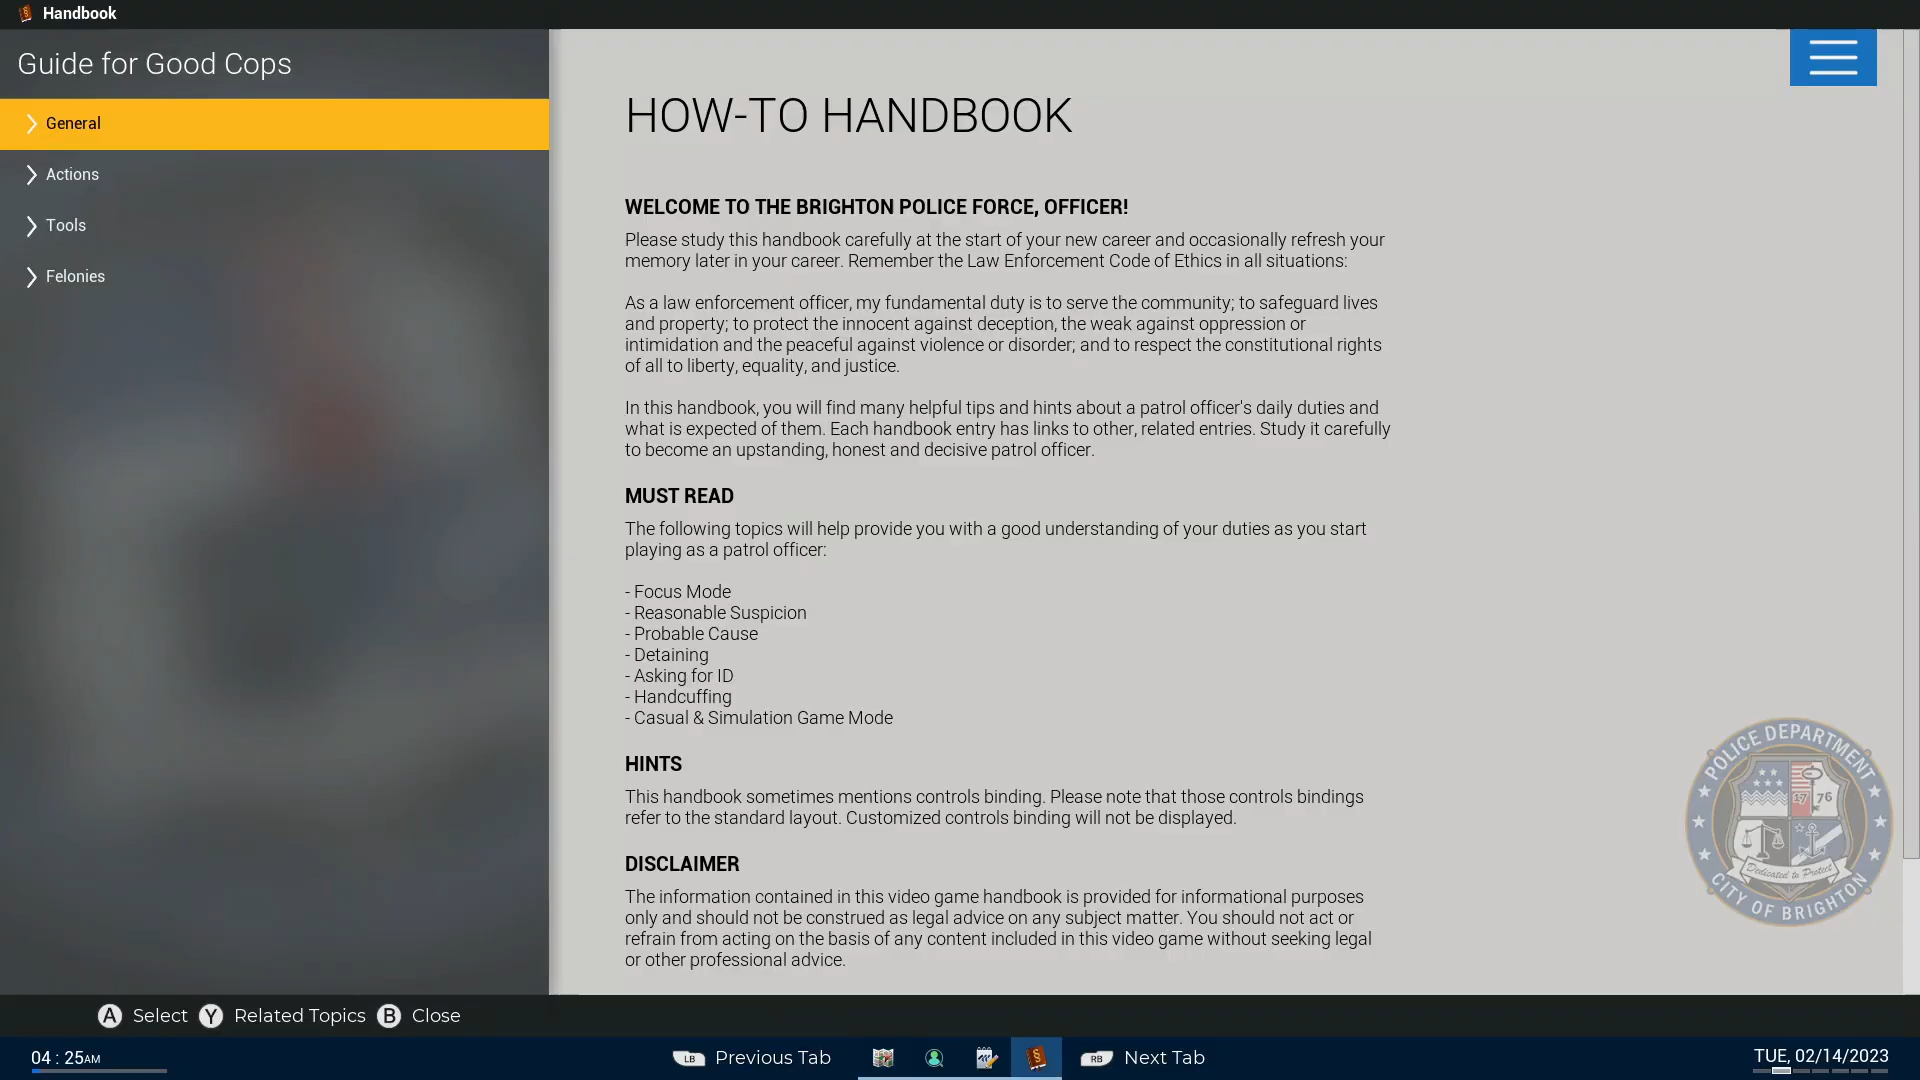 Handbook
Guide for Good Cops
General
Actions
Tools
Felonies
HOW-TO HANDBOOK
WELCOME TO THE BRIGHTON POLICE FORCE, OFFICER!
Please study this handbook carefully at the start of your new career and occasionally refresh your
memory later in your career. Remember the Law Enforcement Code of Ethics in all situations:
As a law enforcement officer, my fundamental duty is to serve the community; to safeguard lives
and property; to protect the innocent against deception, the weak against oppression or
intimidation and the peaceful against violence or disorder; and to respect the constitutional rights
of all to liberty, equality, and justice.
In this handbook, you will find many helpful tips and hints about a patrol officer's daily duties and
what is expected of them. Each handbook entry has links to other, related entries. Study it carefully
to become an upstanding, honest and decisive patrol officer.
MUST READ
The following topics will help provide you with a good understanding of your duties as you start
playing as a patrol officer:
- Focus Mode
- Reasonable Suspicion
- Probable Cause
- Detaining
- Asking for ID
- Handcuffing
- Casual & Simulation Game Mode
HINTS
This handbook sometimes mentions controls binding. Please note that those controls bindings
refer to the standard layout. Customized controls binding will not be displayed.
DISCLAIMER
The information contained in this video game handbook is provided for informational purposes
only and should not be construed as legal advice on any subject matter. You should not act or
refrain from acting on the basis of any content included in this video game without seeking legal
or other professional advice.
POLICE DEPARTMENT
17 76
Dedicated to Protect
CITY OF BRIGHTON
A Select Y Related Topics B Close
04 : 25AM
LB Previous Tab
RB Next Tab
TUE, 02/14/2023